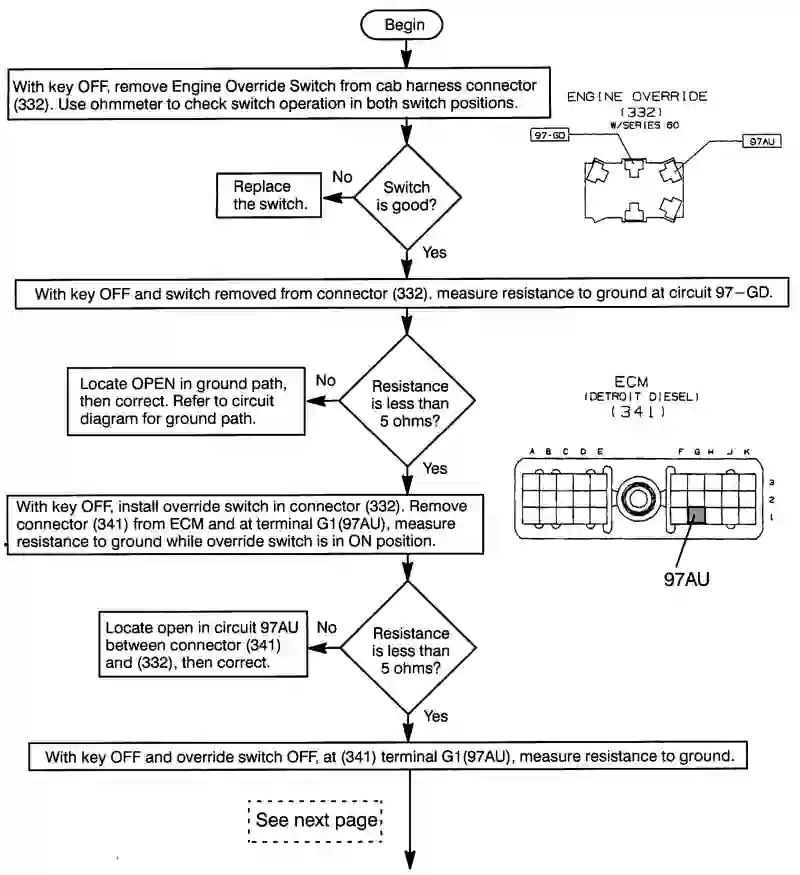 Begin
With key OFF, remove Engine Override Switch from cab harness connector
(332). Use ohmmeter to check switch operation in both switch positions.
ENGINE OVERRIDE
(332)
W/SERIES 60
97-GD
97AU
Switch
is good?
No
Replace
the switch.
Yes
With key OFF and switch removed from connector (332), measure resistance to ground at circuit 97-GD.
Resistance
is less than
5 ohms?
No
Locate OPEN in ground path,
then correct. Refer to circuit
diagram for ground path.
Yes
ECM
(DETROIT DIESEL)
(341)
A B C D E F G H J K
3
2
1
97AU
With key OFF, install override switch in connector (332). Remove
connector (341) from ECM and at terminal G1(97AU), measure
resistance to ground while override switch is in ON position.
Resistance
is less than
5 ohms?
No
Locate open in circuit 97AU
between connector (341)
and (332), then correct.
Yes
With key OFF and override switch OFF, at (341) terminal G1(97AU), measure resistance to ground.
See next page